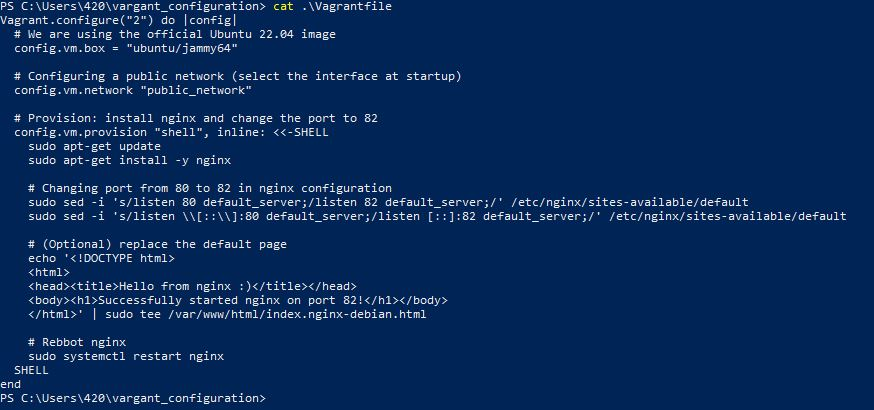 PS C:\Users\420\vargant_configuration> cat .\Vagrantfile
Vagrant.configure("2") do |config|
  # We are using the official Ubuntu 22.04 image
  config.vm.box = "ubuntu/jammy64"

  # Configuring a public network (select the interface at startup)
  config.vm.network "public_network"

  # Provision: install nginx and change the port to 82
  config.vm.provision "shell", inline: <<-SHELL
    sudo apt-get update
    sudo apt-get install -y nginx

    # Changing port from 80 to 82 in nginx configuration
    sudo sed -i 's/listen 80 default_server;/listen 82 default_server;/' /etc/nginx/sites-available/default
    sudo sed -i 's/listen \\[::\\]:80 default_server;/listen [::]:82 default_server;/' /etc/nginx/sites-available/default

    # (Optional) replace the default page
    echo '<!DOCTYPE html>
    <html>
    <head><title>Hello from nginx :)</title></head>
    <body><h1>Successfully started nginx on port 82!</h1></body>
    </html>' | sudo tee /var/www/html/index.nginx-debian.html

    # Rebbot nginx
    sudo systemctl restart nginx
  SHELL
end
PS C:\Users\420\vargant_configuration>